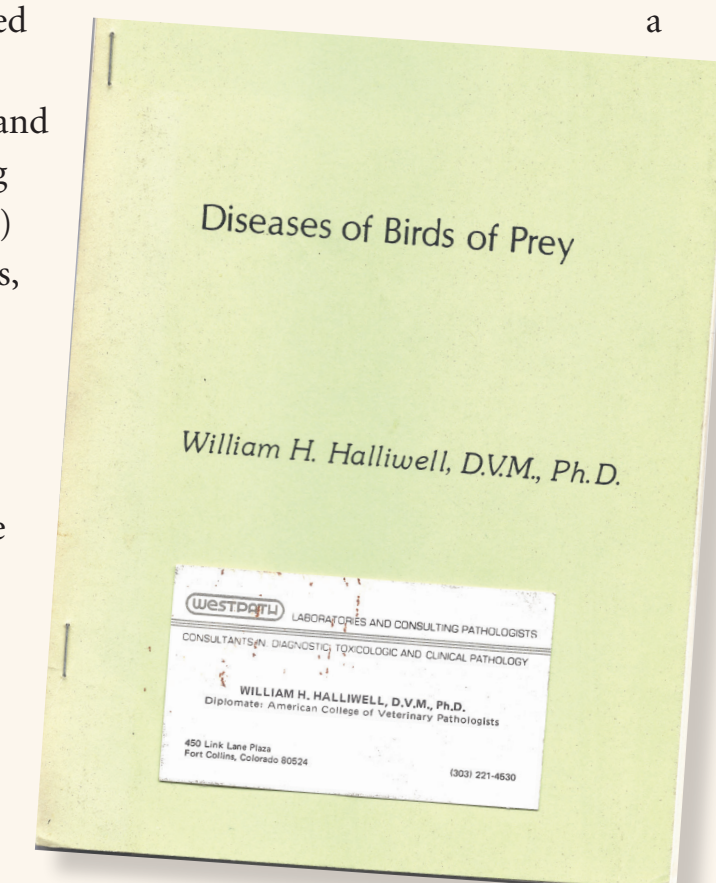 ed
a
and
g
)
s,
e
Diseases of Birds of Prey
William H. Halliwell, D.V.M., Ph.D.
WESTPATH LABORATORIES AND CONSULTING PATHOLOGISTS
CONSULTANTS IN DIAGNOSTIC, TOXICOLOGIC AND CLINICAL PATHOLOGY
WILLIAM H. HALLIWELL, D.V.M., Ph.D.
Diplomate: American College of Veterinary Pathologists
450 Link Lane Plaza
Fort Collins, Colorado 80524
(303) 221-4530